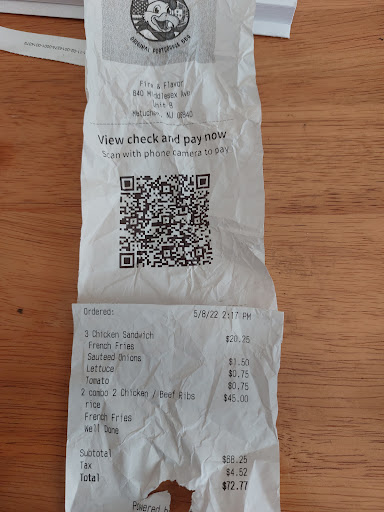 ORIGINAL PORTUGUESE BBQ
Fire & Flavor
840 Middlesex Ave
Unit B
Metuchen, NJ 08840
View check and pay now
Scan with phone camera to pay
Ordered: 5/8/22 2:17 PM
3 Chicken Sandwich $20.25
French Fries
Sauteed Onions $1.50
Lettuce $0.75
Tomato $0.75
2 combo 2 Chicken /Beef Ribs $45.00
rice
French Fries
Well Done
Subtotal $68.25
Tax $4.52
Total $72.77
Powered b